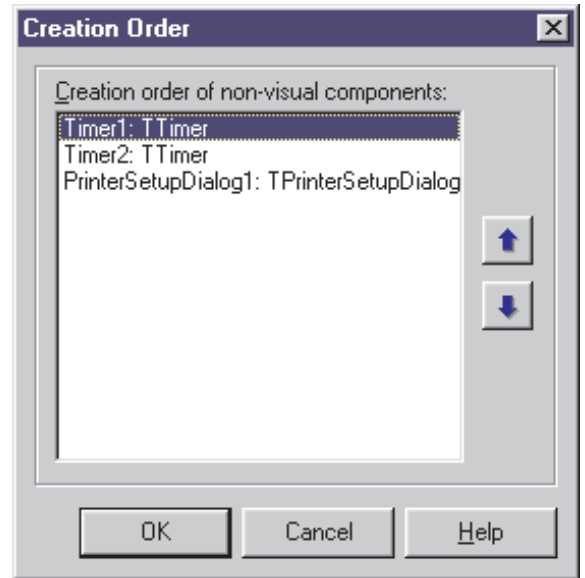 Creation Order
Creation order of non-visual components:
Timer1: TTimer
Timer2: TTimer
PrinterSetupDialog1: TPrinterSetupDialog
OK
Cancel
Help